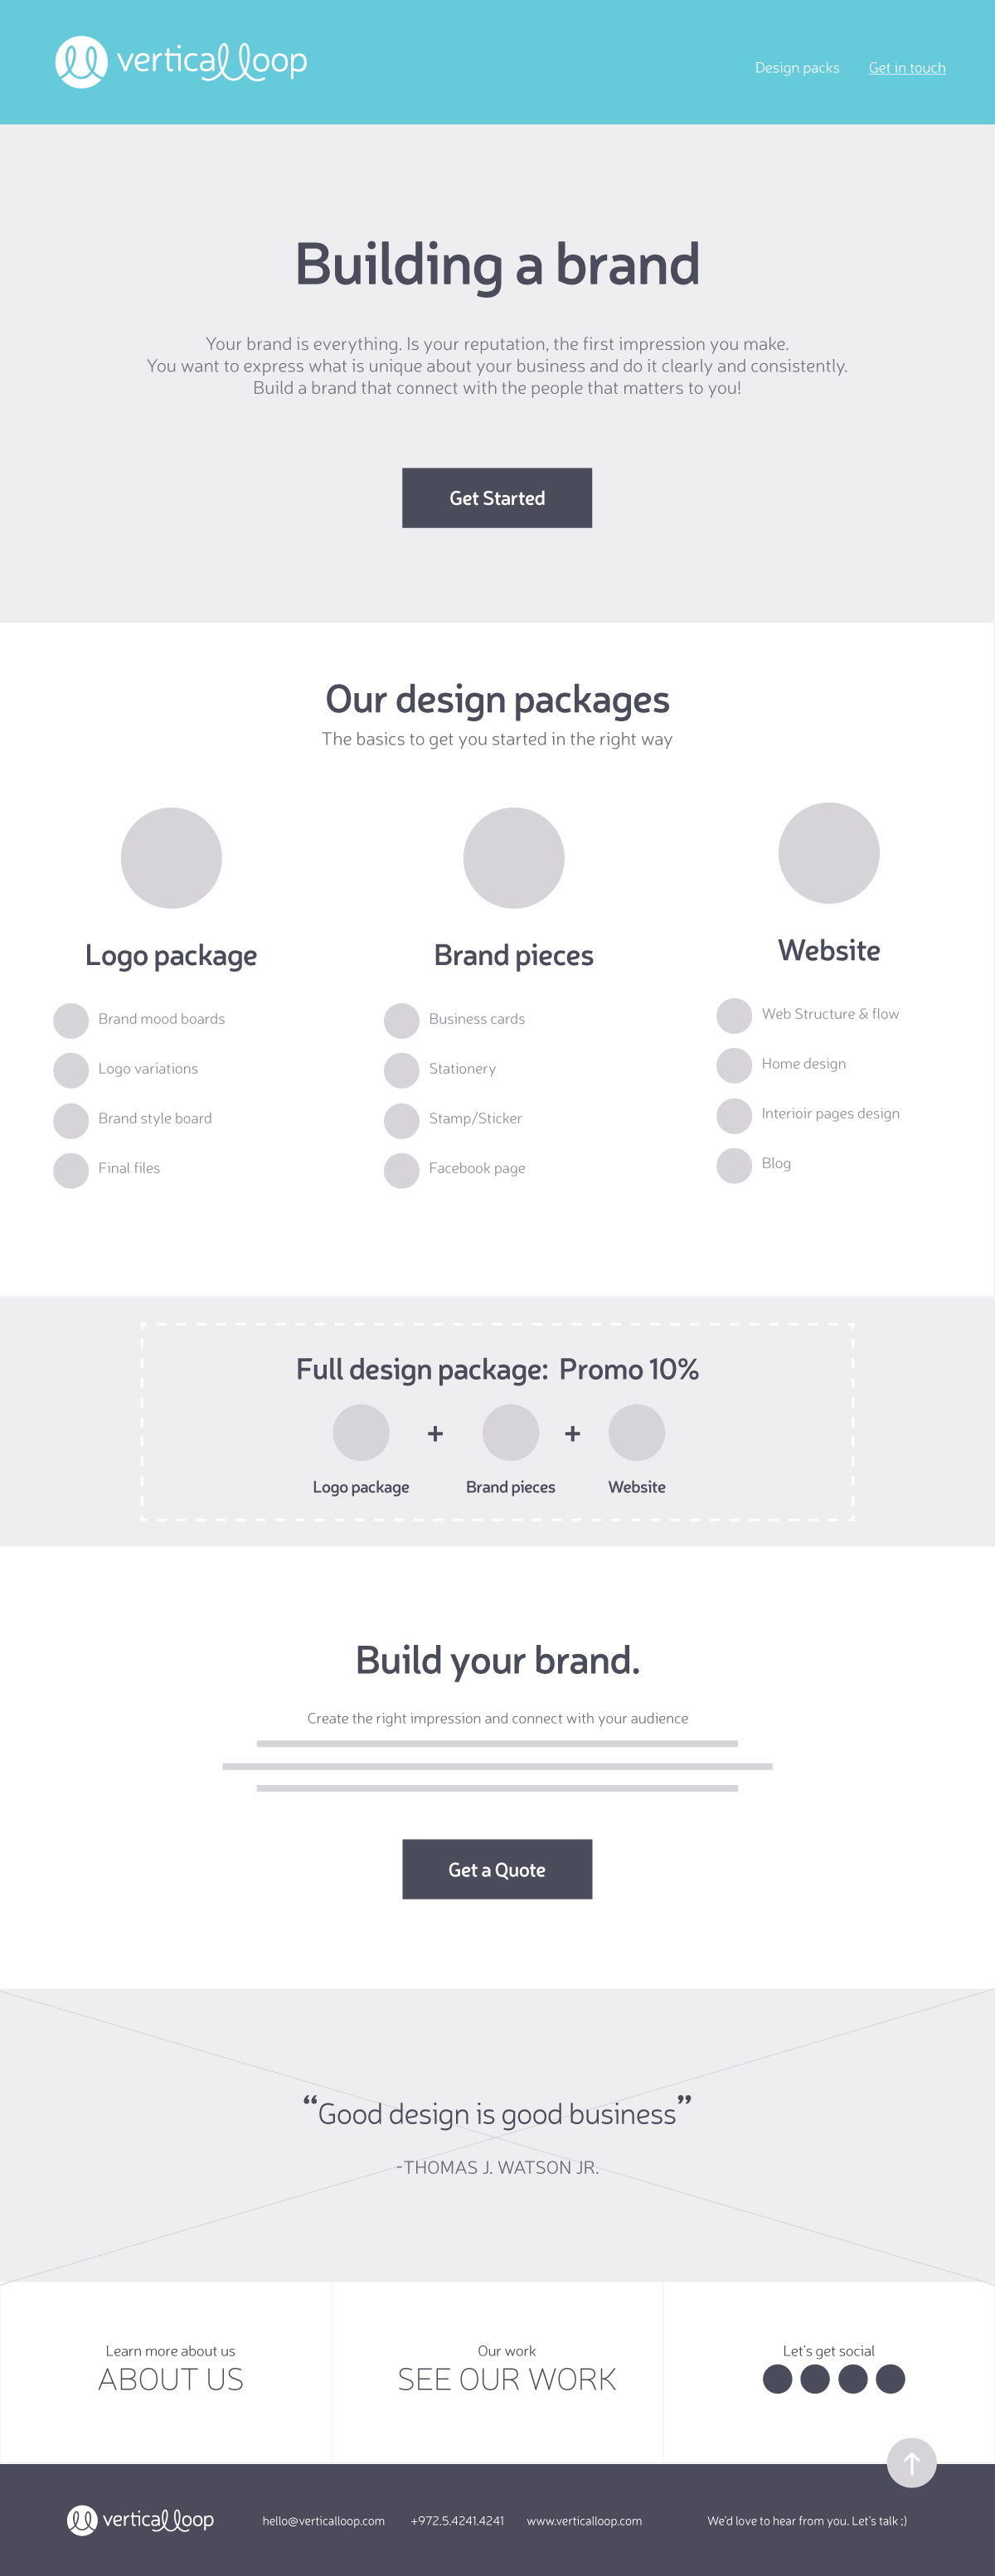 verticalloop
Design packs
Get in touch
Building a brand
Your brand is everything. Is your reputation, the first impression you make.
You want to express what is unique about your business and do it clearly and consistently.
Build a brand that connect with the people that matters to you!
Get Started
Our design packages
The basics to get you started in the right way
Logo package
Brand mood boards
Logo variations
Brand style board
Final files
Brand pieces
Business cards
Stationery
Stamp/Sticker
Facebook page
Website
Web Structure & flow
Home design
Interioir pages design
Blog
Full design package: Promo 10%
+
+
Logo package
Brand pieces
Website
Build your brand.
Create the right impression and connect with your audience
Get a Quote
“Good design is good business”
-THOMAS J. WATSON JR.
Learn more about us
ABOUT US
Our work
SEE OUR WORK
Let's get social
verticalloop
hello@verticalloop.com
+972.5.4241.4241
www.verticalloop.com
We'd love to hear from you. Let's talk ;)